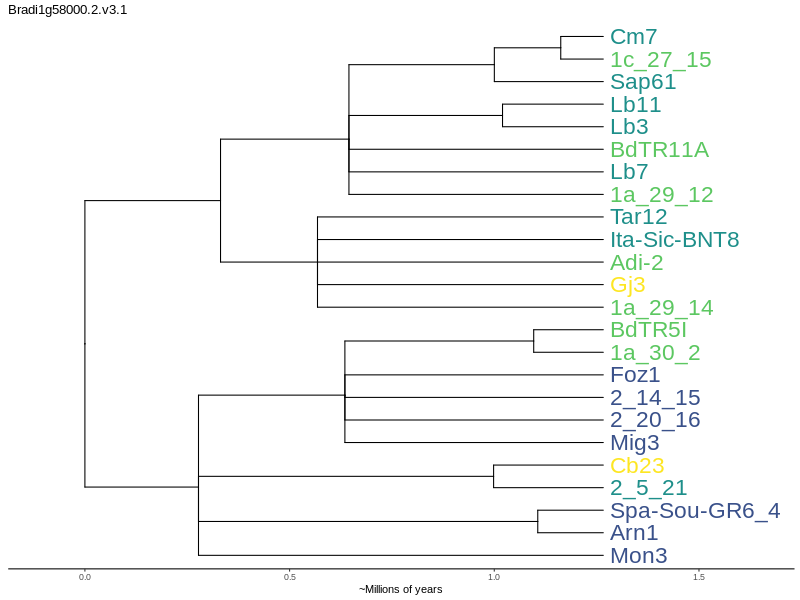 Bradi1g58000.2.v3.1
Cm7
1c_27_15
Sap61
Lb11
Lb3
BdTR11A
Lb7
1a_29_12
Tar12
Ita-Sic-BNT8
Adi-2
Gj3
1a_29_14
BdTR5I
1a_30_2
Foz1
2_14_15
2_20_16
Mig3
Cb23
2_5_21
Spa-Sou-GR6_4
Arn1
Mon3
0.0 0.5 1.0 1.5
~Millions of years